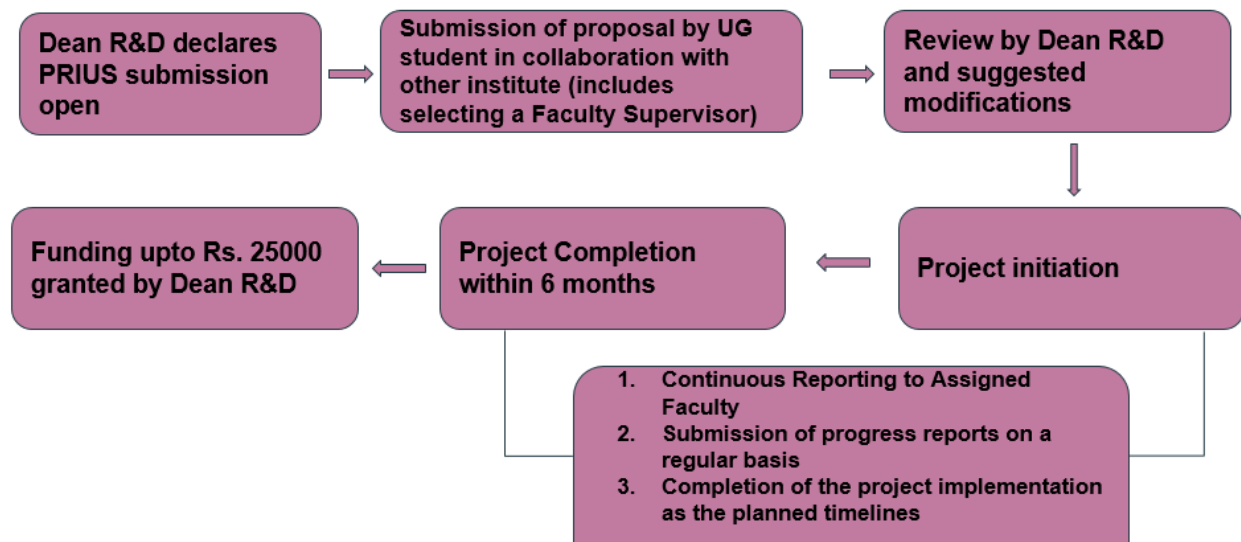 Dean R&D declares
PRIUS submission
open
Submission of proposal by UG
student in collaboration with
other institute (includes
selecting a Faculty Supervisor)
Review by Dean R&D
and suggested
modifications
Project initiation
Project Completion
within 6 months
Funding upto Rs. 25000
granted by Dean R&D
1. Continuous Reporting to Assigned
Faculty
2. Submission of progress reports on a
regular basis
3. Completion of the project implementation
as the planned timelines